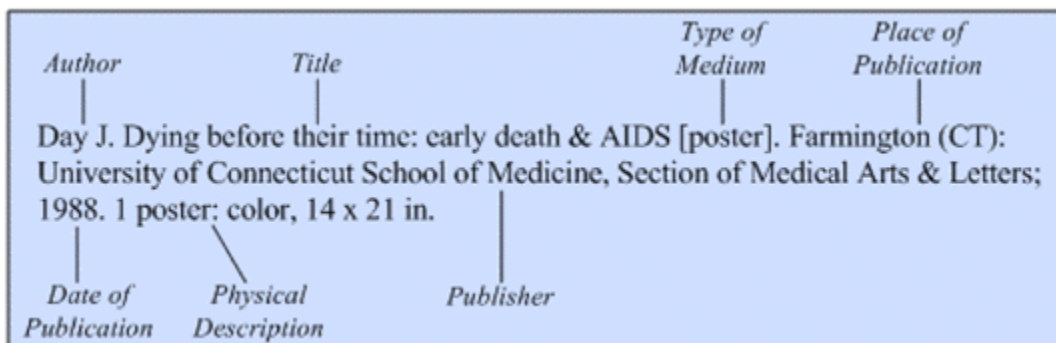 Author Title Type of Medium Place of Publication
Day J. Dying before their time: early death & AIDS [poster]. Farmington (CT):
University of Connecticut School of Medicine, Section of Medical Arts & Letters;
1988. 1 poster: color, 14 x 21 in.
Date of Publication Physical Description Publisher